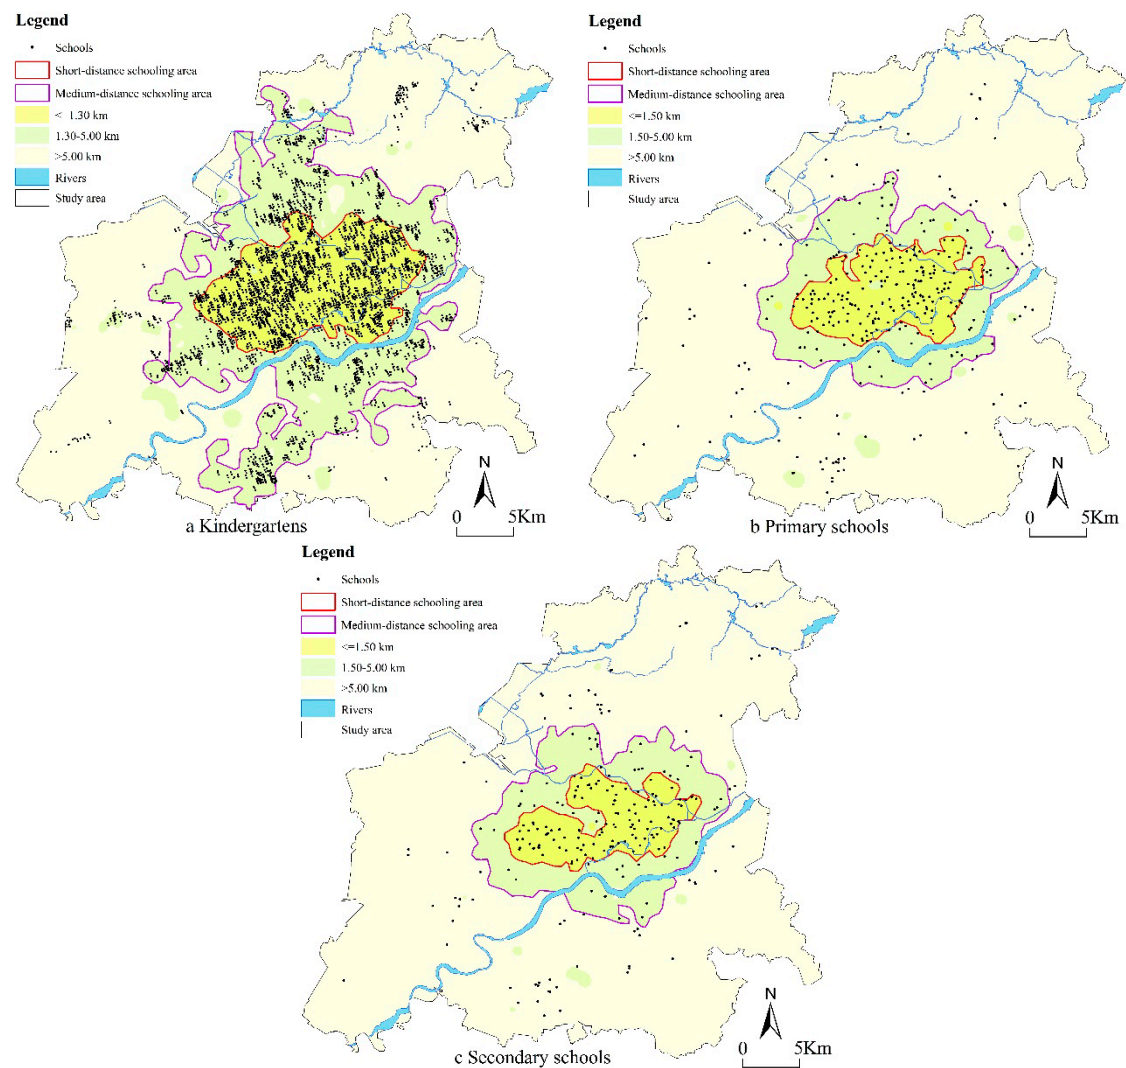 Legend
Schools
Short-distance schooling area
Medium-distance schooling area
< 1.30 km
1.30-5.00 km
>5.00 km
Rivers
Study area
N
0 5Km
a Kindergartens
Legend
Schools
Short-distance schooling area
Medium-distance schooling area
<=1.50 km
1.50-5.00 km
>5.00 km
Rivers
Study area
N
0 5Km
b Primary schools
Legend
Schools
Short-distance schooling area
Medium-distance schooling area
<=1.50 km
1.50-5.00 km
>5.00 km
Rivers
Study area
N
0 5Km
c Secondary schools